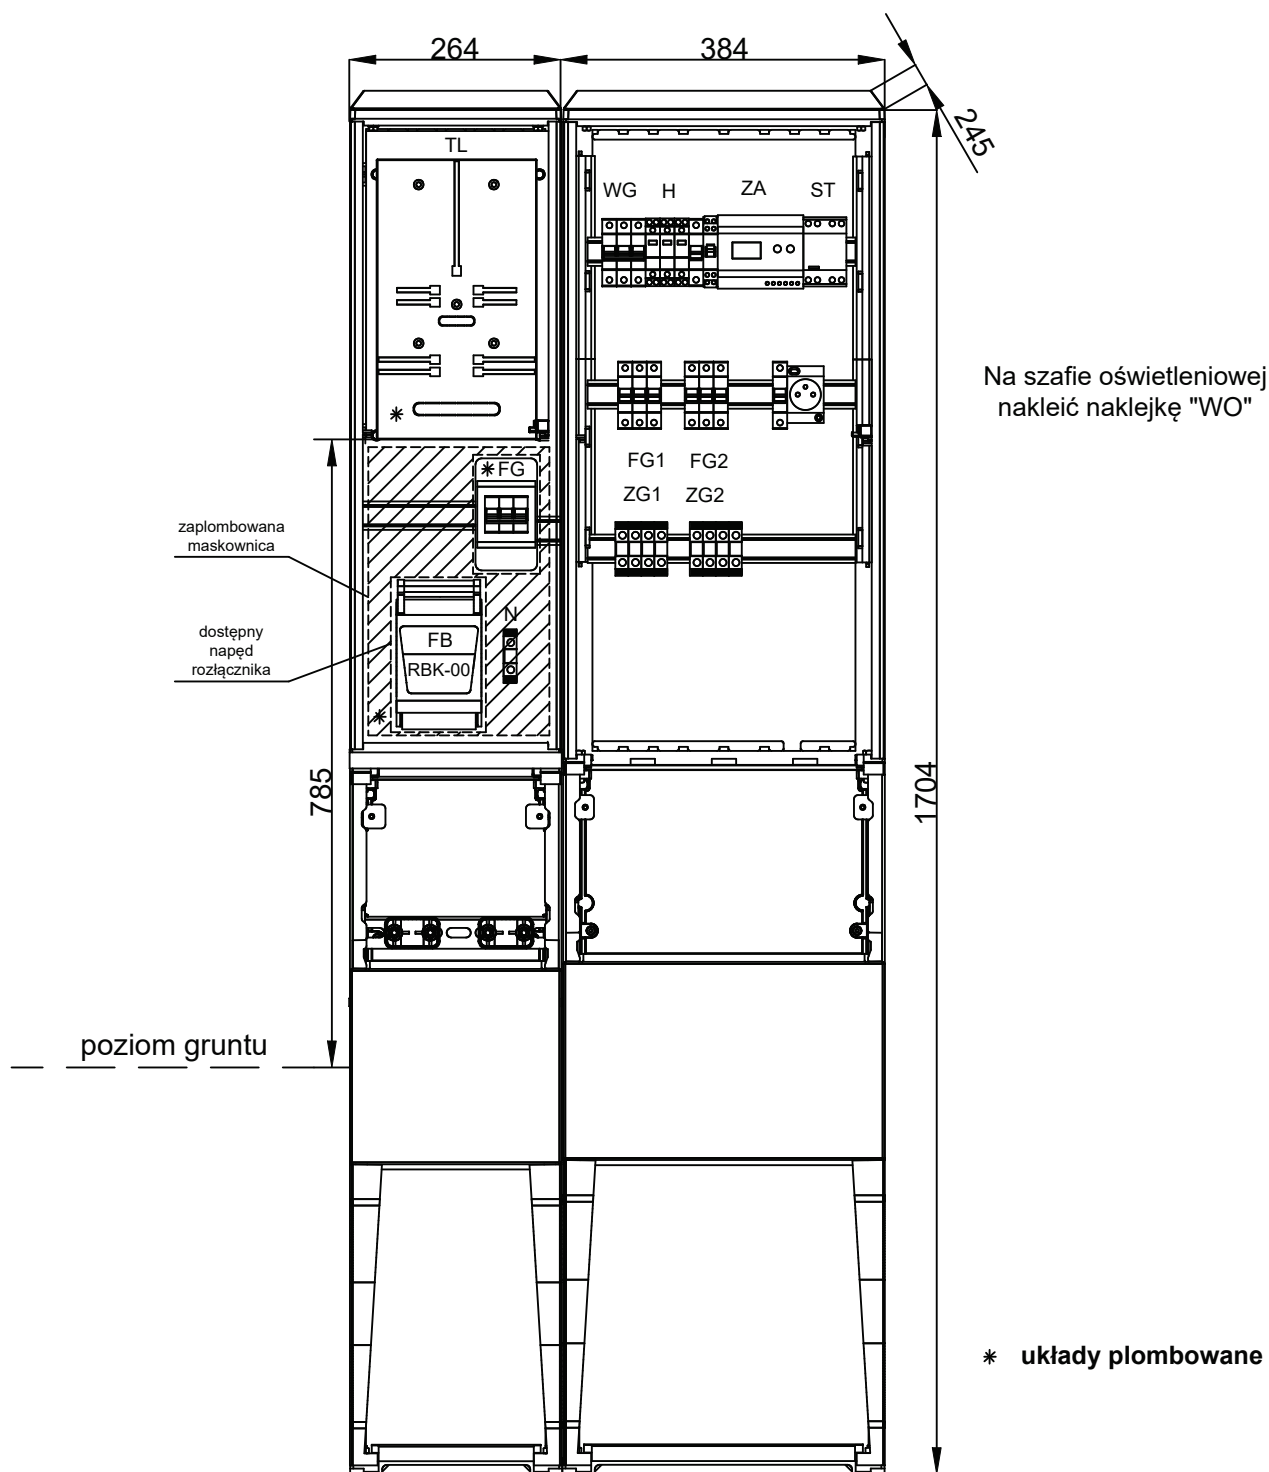 264
384
245
TL
WG
H
ZA
ST
Na szafie oświetleniowej
nakleić naklejkę "WO"
* FG
FG1
FG2
ZG1
ZG2
zaplombowana
maskownica
dostępny
napęd
rozłącznika
N
FB
RBK-00
*
*
785
1704
poziom gruntu
* układy plombowane